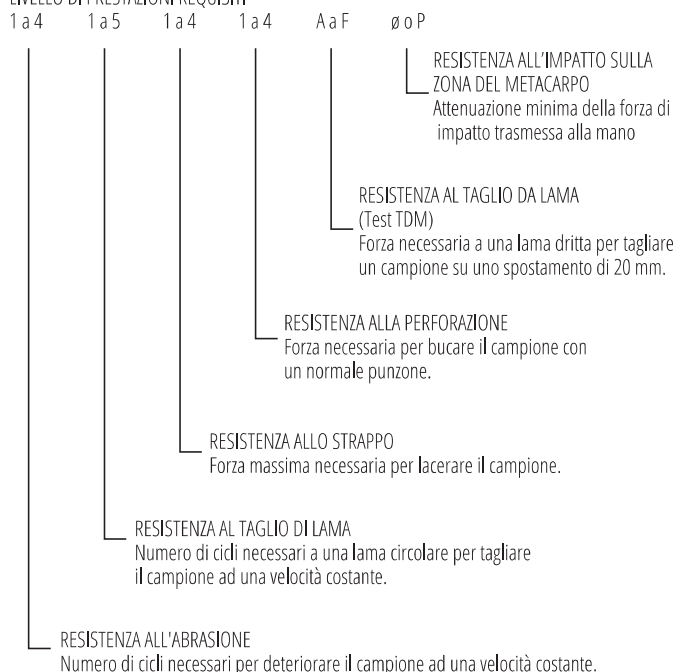 LIVELLO DI PRESTAZIONI REQUISITI
1 a 4 1 a 5 1 a 4 1 a 4 A a F ø o P
RESISTENZA ALL'IMPATTO SULLA
ZONA DEL METACARPO
Attenuazione minima della forza di
impatto trasmessa alla mano
RESISTENZA AL TAGLIO DA LAMA
(Test TDM)
Forza necessaria a una lama dritta per tagliare
un campione su uno spostamento di 20 mm.
RESISTENZA ALLA PERFORAZIONE
Forza necessaria per bucare il campione con
un normale punzone.
RESISTENZA ALLO STRAPPO
Forza massima necessaria per lacerare il campione.
RESISTENZA AL TAGLIO DI LAMA
Numero di cicli necessari a una lama circolare per tagliare
il campione ad una velocità costante.
RESISTENZA ALL'ABRASIONE
Numero di cicli necessari per deteriorare il campione ad una velocità costante.